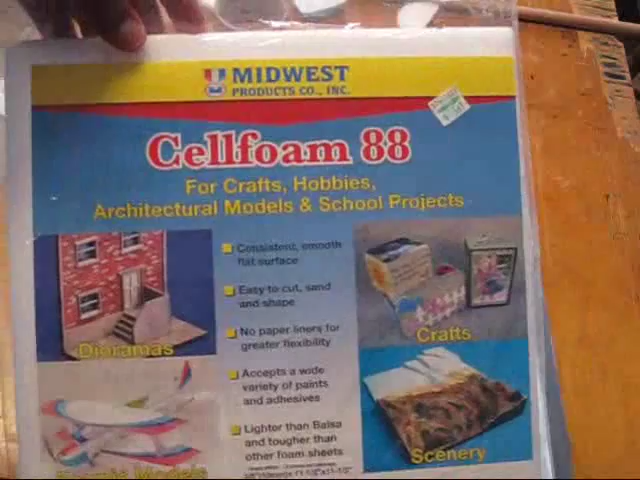 MIDWEST
PRODUCTS CO., INC.
Cellfoam 88
For Crafts, Hobbies,
Architectural Models & School Projects
Consistent, smooth
flat surface
Easy to cut, sand
and shape
No paper liners for
greater flexibility
Accepts a wide
variety of paints
and adhesives
Lighter than Balsa
and tougher than
other foam sheets
Dioramas
Crafts
Models
Scenery